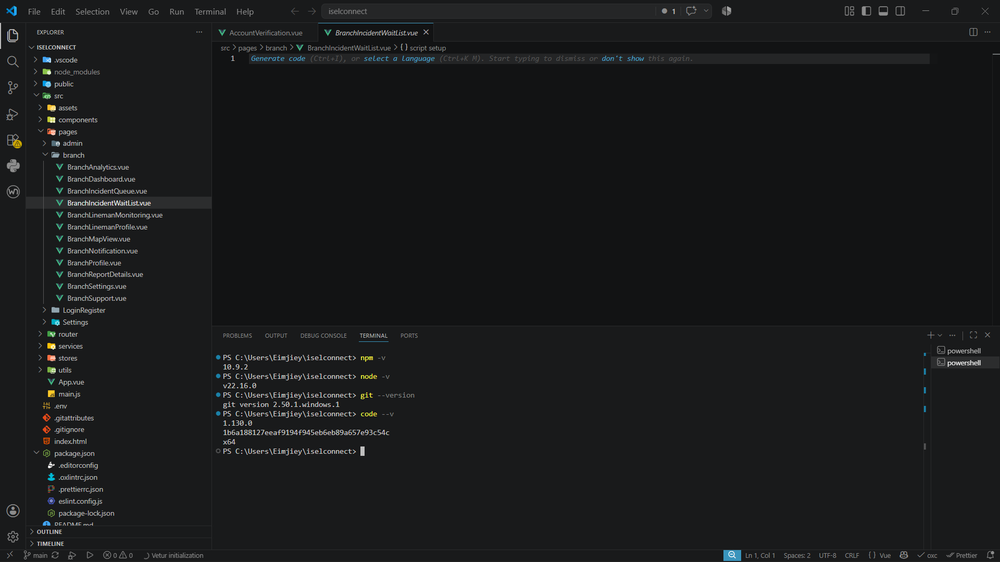 File Edit Selection View Go Run Terminal Help
iselconnect
1
EXPLORER
ISELCONNECT
.vscode
node_modules
public
src
assets
components
pages
admin
branch
BranchAnalytics.vue
BranchDashboard.vue
BranchIncidentQueue.vue
BranchIncidentWaitList.vue
BranchLinemanMonitoring.vue
BranchLinemanProfile.vue
BranchMapView.vue
BranchNotification.vue
BranchProfile.vue
BranchReportDetails.vue
BranchSettings.vue
BranchSupport.vue
LoginRegister
Settings
router
services
stores
utils
App.vue
main.js
.env
.gitattributes
.gitignore
index.html
package.json
.editorconfig
.oxlintrc.json
.prettierrc.json
eslint.config.js
package-lock.json
README.md
OUTLINE
TIMELINE
AccountVerification.vue
BranchIncidentWaitList.vue
src > pages > branch > BranchIncidentWaitList.vue > {} script setup
1 Generate code (Ctrl+I), or select a language (Ctrl+K M). Start typing to dismiss or don't show this again.
PROBLEMS OUTPUT DEBUG CONSOLE TERMINAL PORTS
PS C:\Users\Eimjiey\iselconnect> npm -v
10.9.2
PS C:\Users\Eimjiey\iselconnect> node -v
v22.16.0
PS C:\Users\Eimjiey\iselconnect> git --version
git version 2.50.1.windows.1
PS C:\Users\Eimjiey\iselconnect> code --v
1.130.0
1b6a188127eeaf9194f945eb6eb89a657e93c54c
x64
PS C:\Users\Eimjiey\iselconnect>
powershell
powershell
main 0 0 Vetur initialization
Ln 1, Col 1 Spaces: 2 UTF-8 CRLF {} Vue oxc Prettier